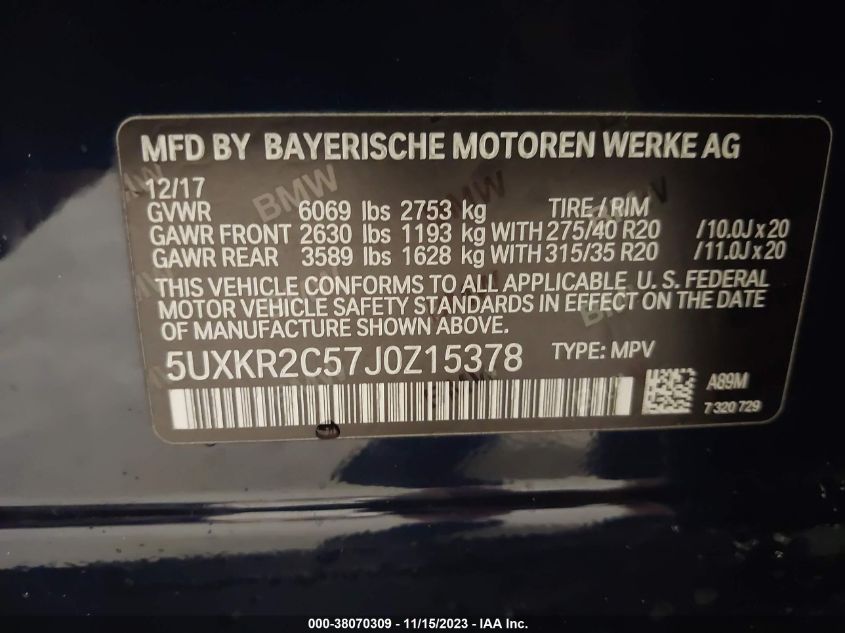 MFD BY BAYERISCHE MOTOREN WERKE AG
12/17 TIRE / RIM
GVWR 6069 lbs 2753 kg
GAWR FRONT 2630 lbs 1193 kg WITH 275/40 R20 /10.0J x 20
GAWR REAR 3589 lbs 1628 kg WITH 315/35 R20 /11.0J x 20
THIS VEHICLE CONFORMS TO ALL APPLICABLE, U. S. FEDERAL
MOTOR VEHICLE SAFETY STANDARDS IN EFFECT ON THE DATE
OF MANUFACTURE SHOWN ABOVE.
5UXKR2C57J0Z15378 TYPE: MPV
A89M
7 320 729
BMW
000-38070309 - 11/15/2023 - IAA Inc.